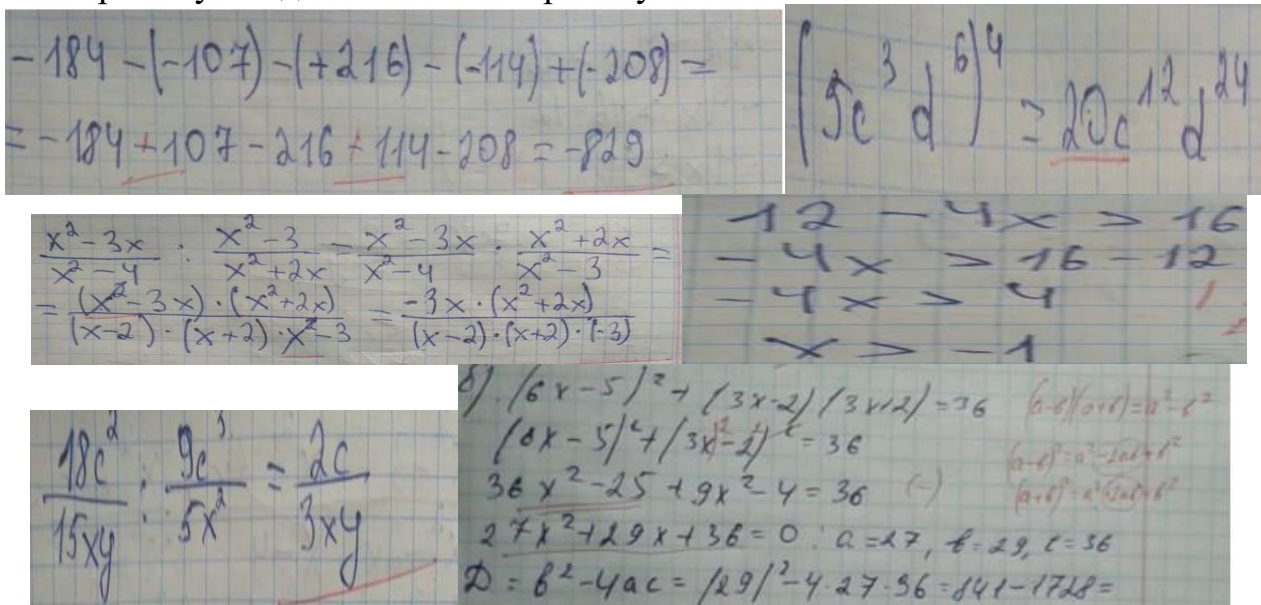 -184 - (-107) - (+216) - (-114) + (-208) =
= -184 + 107 - 216 + 114 - 208 = -829
(5c³d⁶)⁴ = 20c¹²d²⁴
(x² - 3x)/(x² - 4) : (x² - 3)/(x² + 2x) = (x² - 3x)/(x² - 4) · (x² + 2x)/(x² - 3) =
= ((x² - 3x) · (x² + 2x))/((x - 2) · (x + 2) · x² - 3) = (-3x · (x² + 2x))/((x - 2) · (x + 2) · (-3))
12 - 4x > 16
- 4x > 16 - 12
- 4x > 4
x > -1
18c²/15xy : 9c³/5x² = 2c/3xy
б). (6x - 5)² + (3x - 2)(3x + 2) = 36 (a-b)(a+b) = a² - b²
(6x - 5)² + (3x - 2)² = 36
(a-b)² = a² - 2ab + b²
36x² - 25 + 9x² - 4 = 36 (-) (a+b)² = a² + 2ab + b²
27x² + 29x + 36 = 0 : a = 27, b = 29, c = 36
D = b² - 4ac = (29)² - 4 · 27 · 36 = 841 - 1728 =